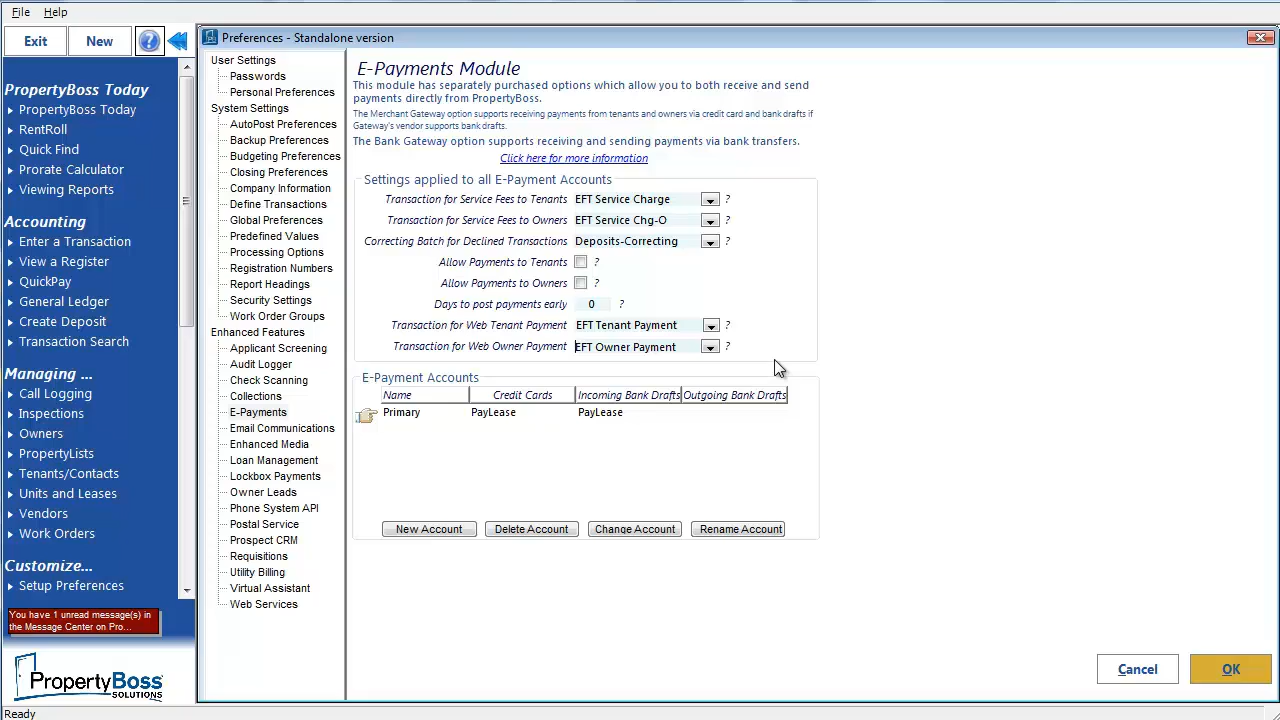 File Help
Preferences - Standalone version
Exit New ?
PropertyBoss Today
PropertyBoss Today
RentRoll
Quick Find
Prorate Calculator
Viewing Reports
Accounting
Enter a Transaction
View a Register
QuickPay
General Ledger
Create Deposit
Transaction Search
Managing ...
Call Logging
Inspections
Owners
PropertyLists
Tenants/Contacts
Units and Leases
Vendors
Work Orders
Customize...
Setup Preferences
You have 1 unread message(s) in
the Message Center on Pro...
PropertyBoss
SOLUTIONS
User Settings
Passwords
Personal Preferences
System Settings
AutoPost Preferences
Backup Preferences
Budgeting Preferences
Closing Preferences
Company Information
Define Transactions
Global Preferences
Predefined Values
Processing Options
Registration Numbers
Report Headings
Security Settings
Work Order Groups
Enhanced Features
Applicant Screening
Audit Logger
Check Scanning
Collections
E-Payments
Email Communications
Enhanced Media
Loan Management
Lockbox Payments
Owner Leads
Phone System API
Postal Service
Prospect CRM
Requisitions
Utility Billing
Virtual Assistant
Web Services
E-Payments Module
This module has separately purchased options which allow you to both receive and send
payments directly from PropertyBoss.
The Merchant Gateway option supports receiving payments from tenants and owners via credit card and bank drafts if
Gateway's vendor supports bank drafts.
The Bank Gateway option supports receiving and sending payments via bank transfers.
Click here for more information
Settings applied to all E-Payment Accounts
Transaction for Service Fees to Tenants EFT Service Charge ?
Transaction for Service Fees to Owners EFT Service Chg-O ?
Correcting Batch for Declined Transactions Deposits-Correcting ?
Allow Payments to Tenants ?
Allow Payments to Owners ?
Days to post payments early 0 ?
Transaction for Web Tenant Payment EFT Tenant Payment ?
Transaction for Web Owner Payment EFT Owner Payment ?
E-Payment Accounts
Name Credit Cards Incoming Bank Drafts Outgoing Bank Drafts
Primary PayLease PayLease
New Account Delete Account Change Account Rename Account
Cancel OK
Ready